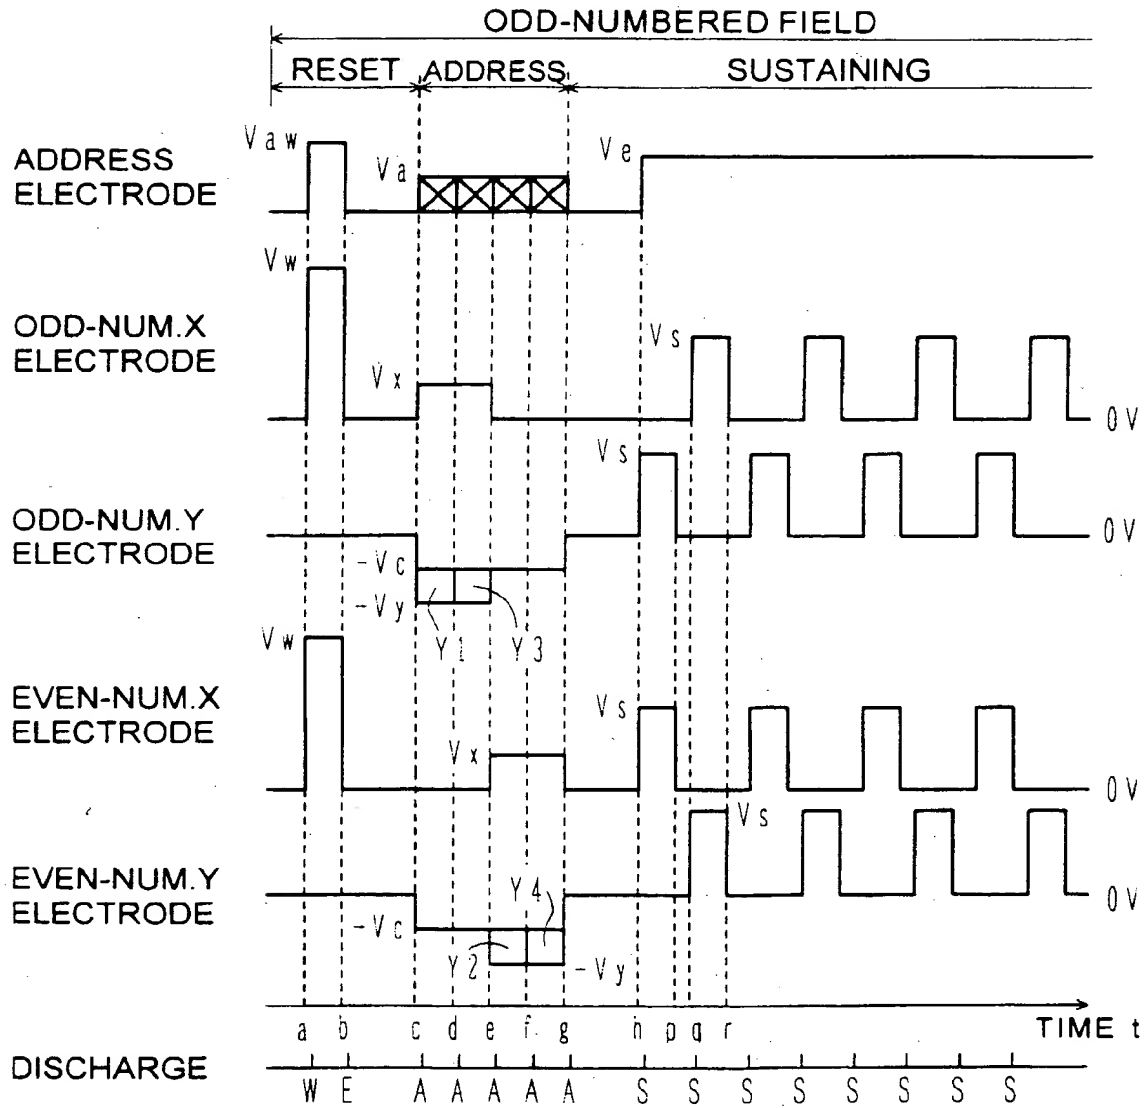 ODD-NUMBERED FIELD
RESET ADDRESS SUSTAINING
Vaw
ADDRESS
ELECTRODE
Va
Ve
Vw
ODD-NUM.X
ELECTRODE
Vs
Vx
0V
Vs
ODD-NUM.Y
ELECTRODE
0V
-Vc
-Vy
Y1 Y3
Vw
EVEN-NUM.X
ELECTRODE
Vs
Vx
0V
Vs
EVEN-NUM.Y
ELECTRODE
Y4
0V
-Vc
Y2
-Vy
a b c d e f g h p q r TIME t
DISCHARGE
W E A A A A A S S S S S S S